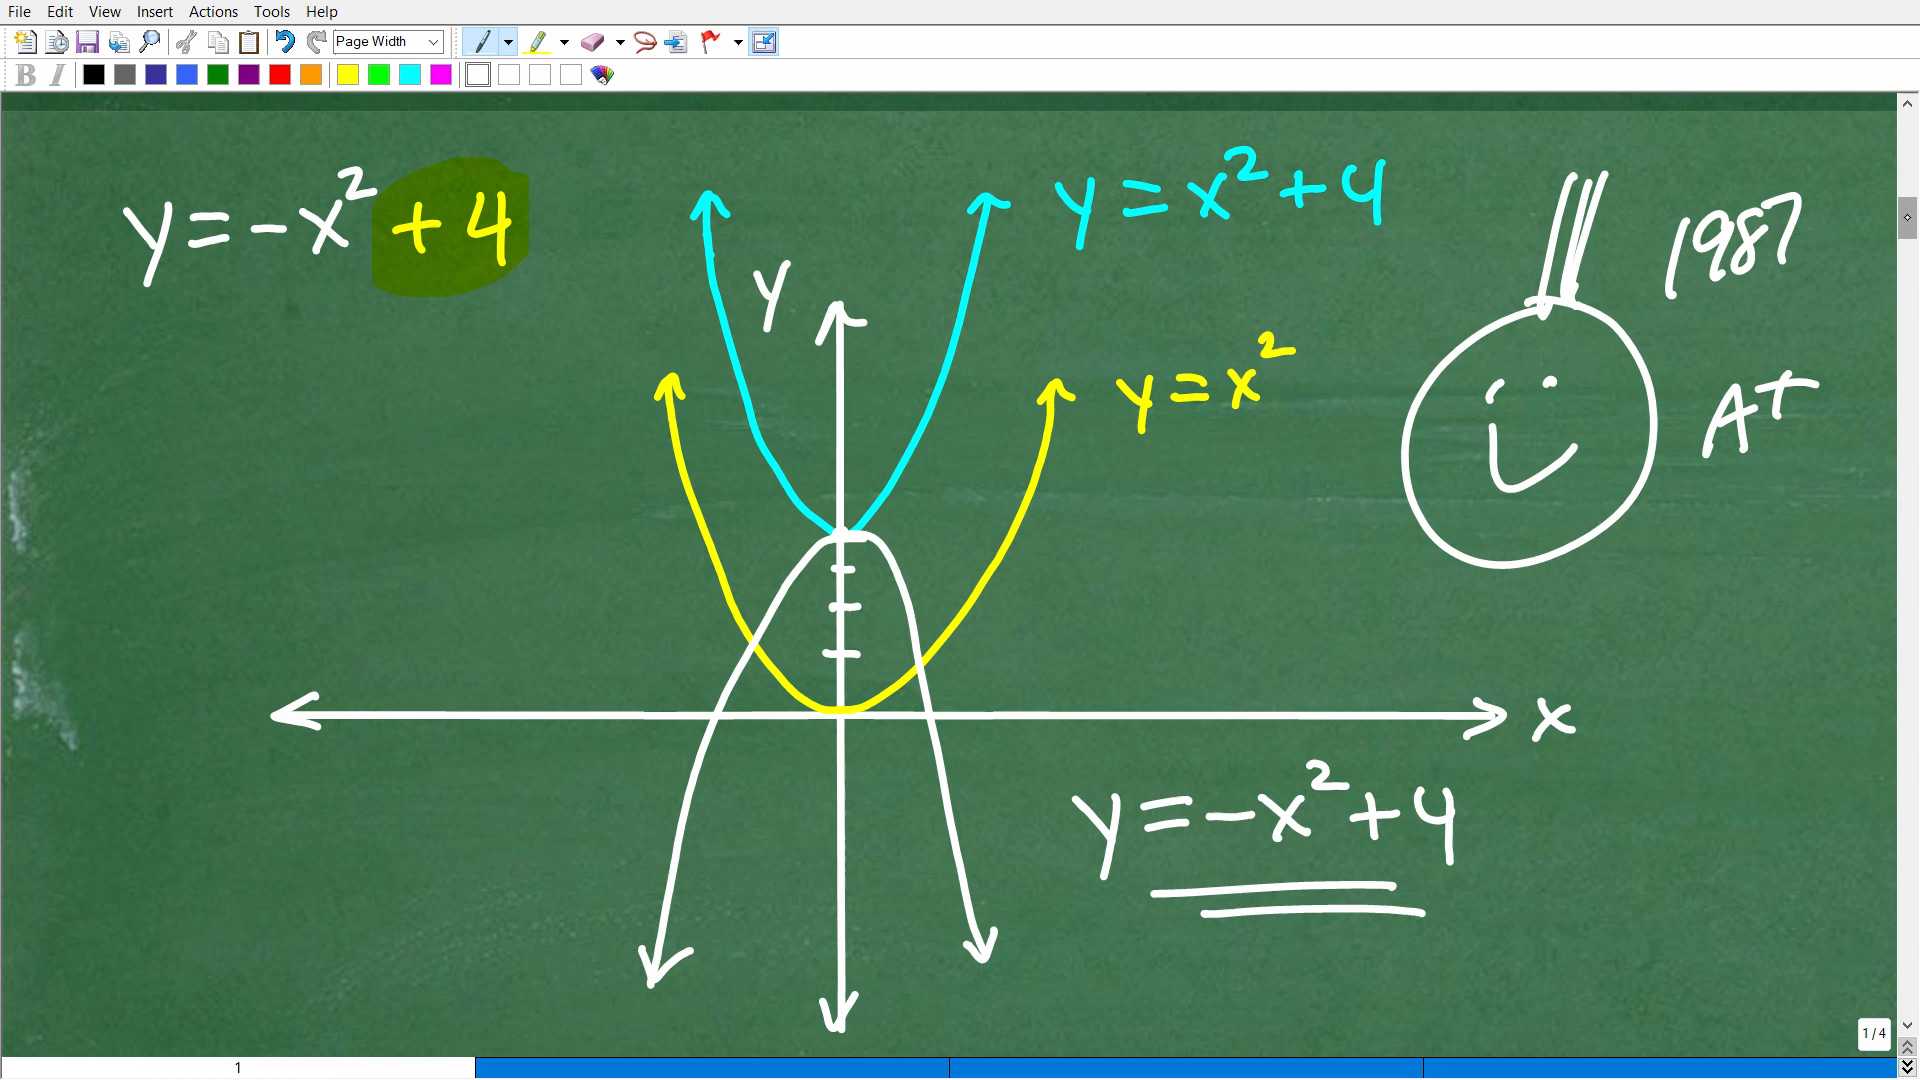 File Edit View Insert Actions Tools Help
Page Width
B I
y = -x² + 4
y = x² + 4
1987
y
y = x²
A+
x
y = -x² + 4
1 / 4
1